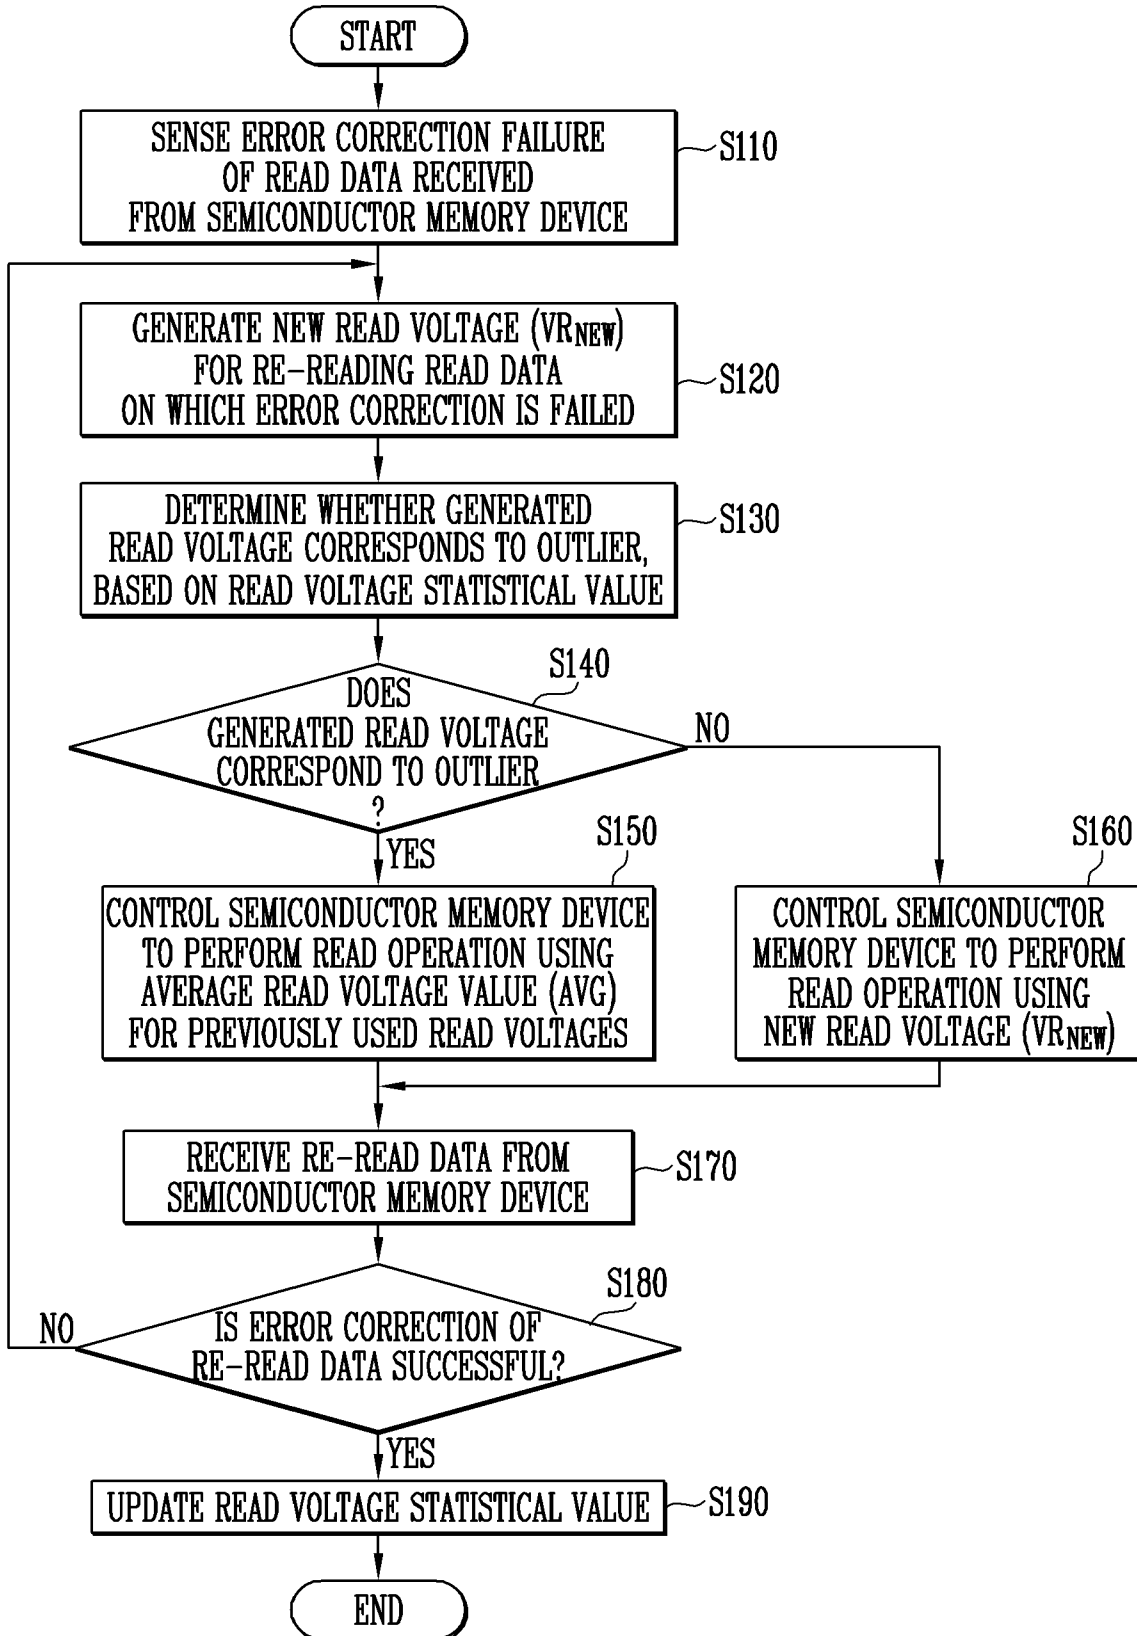 START
SENSE ERROR CORRECTION FAILURE
OF READ DATA RECEIVED
FROM SEMICONDUCTOR MEMORY DEVICE
S110
GENERATE NEW READ VOLTAGE (VRNEW)
FOR RE-READING READ DATA
ON WHICH ERROR CORRECTION IS FAILED
S120
DETERMINE WHETHER GENERATED
READ VOLTAGE CORRESPONDS TO OUTLIER,
BASED ON READ VOLTAGE STATISTICAL VALUE
S130
S140
DOES
GENERATED READ VOLTAGE
CORRESPOND TO OUTLIER
?
NO
YES
S150
CONTROL SEMICONDUCTOR MEMORY DEVICE
TO PERFORM READ OPERATION USING
AVERAGE READ VOLTAGE VALUE (AVG)
FOR PREVIOUSLY USED READ VOLTAGES
S160
CONTROL SEMICONDUCTOR
MEMORY DEVICE TO PERFORM
READ OPERATION USING
NEW READ VOLTAGE (VRNEW)
RECEIVE RE-READ DATA FROM
SEMICONDUCTOR MEMORY DEVICE
S170
S180
IS ERROR CORRECTION OF
RE-READ DATA SUCCESSFUL?
NO
YES
UPDATE READ VOLTAGE STATISTICAL VALUE
S190
END